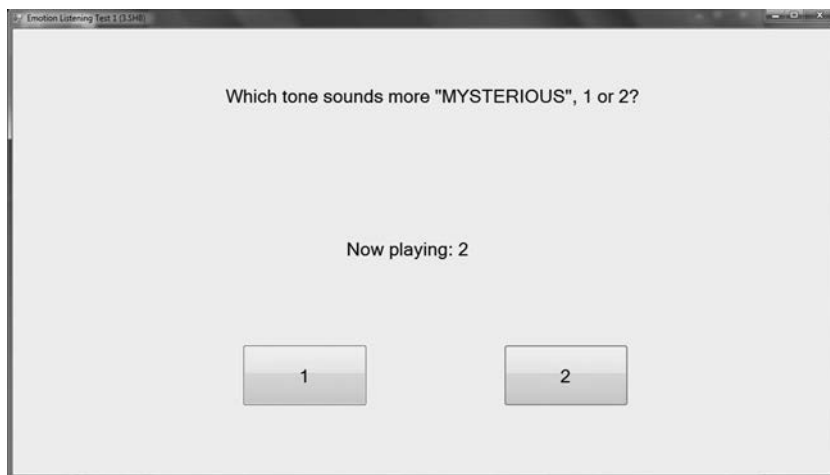 Emotion Listening Test 1 (3.5HB)
Which tone sounds more "MYSTERIOUS", 1 or 2?
Now playing: 2
1
2